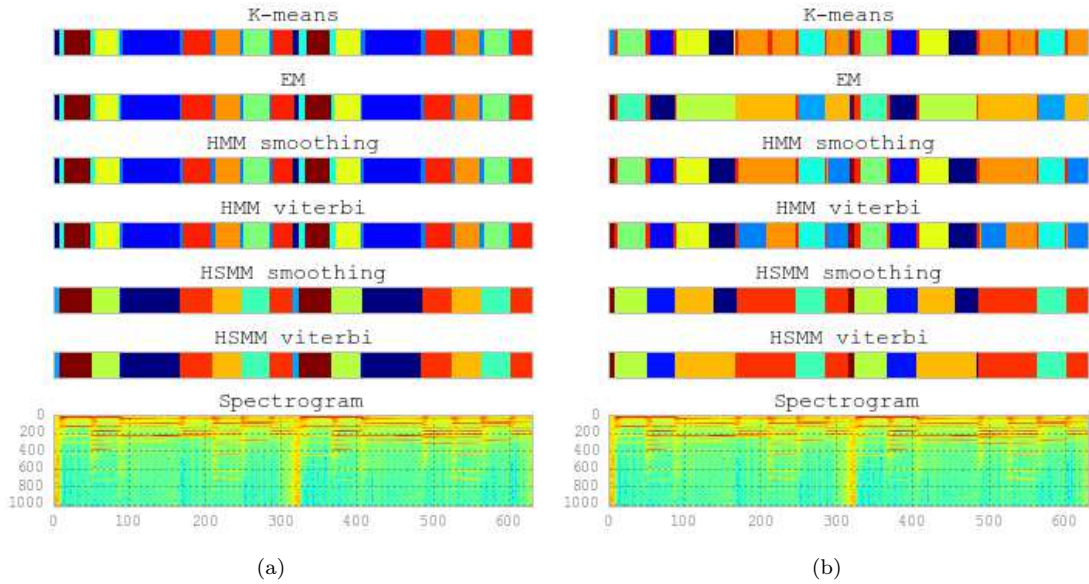 K-means
EM
HMM smoothing
HMM viterbi
HSMM smoothing
HSMM viterbi
Spectrogram
0
200
400
600
800
1000
0 100 200 300 400 500 600
(a)
K-means
EM
HMM smoothing
HMM viterbi
HSMM smoothing
HSMM viterbi
Spectrogram
0
200
400
600
800
1000
0 100 200 300 400 500 600
(b)